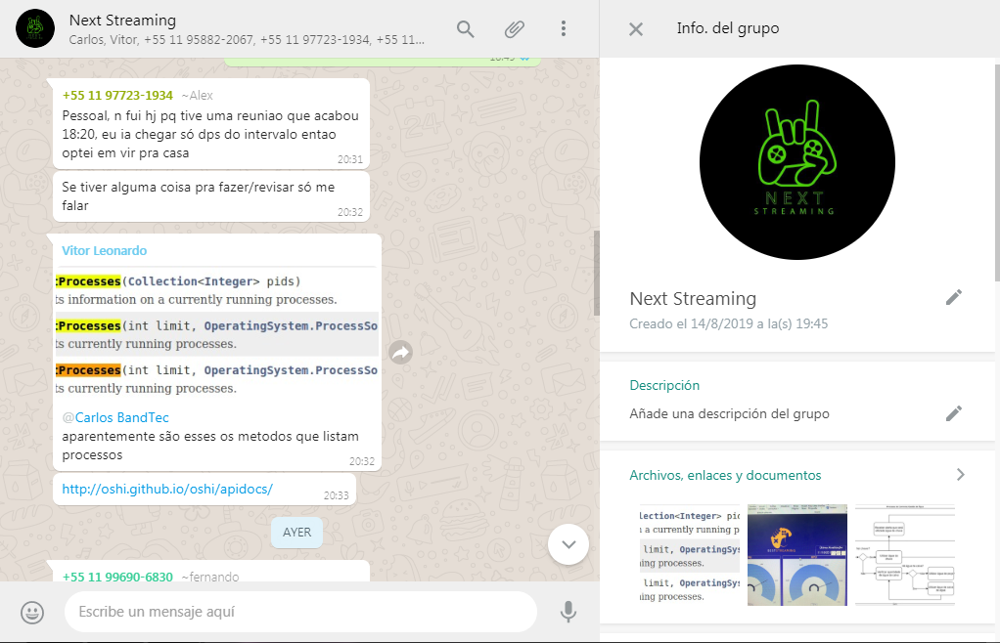 Next Streaming
Carlos, Vitor, +55 11 95882-2067, +55 11 97723-1934, +55 11...
+55 11 97723-1934 ~Alex
Pessoal, n fui hj pq tive uma reuniao que acabou
18:20, eu ia chegar só dps do intervalo entao
optei em vir pra casa
20:31
Se tiver alguma coisa pra fazer/revisar só me
falar
20:32
Vitor Leonardo
tProcesses(Collection<Integer> pids)
ts information on a currently running processes.
tProcesses(int limit, OperatingSystem.ProcessSo
ts currently running processes.
tProcesses(int limit, OperatingSystem.ProcessSo
ts currently running processes.
@Carlos BandTec
aparentemente são esses os metodos que listam
processos
20:32
http://oshi.github.io/oshi/apidocs/
20:33
AYER
+55 11 99690-6830 ~fernando
Escribe un mensaje aquí
Info. del grupo
NEXT
STREAMING
Next Streaming
Creado el 14/8/2019 a la(s) 19:45
Descripción
Añade una descripción del grupo
Archivos, enlaces y documentos
Collection<Integer> pid
n a currently running p
limit, OperatingSys
ning processes.
limit, OperatingSys
ning processes.